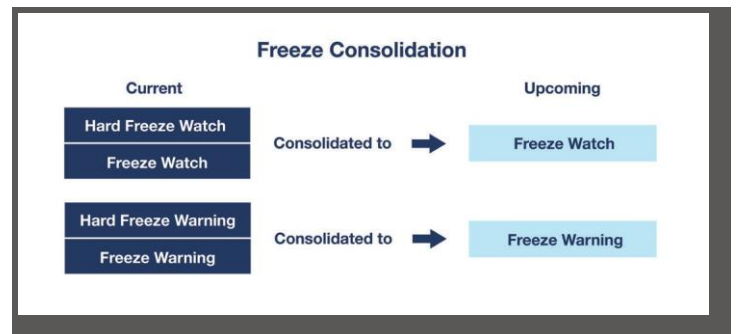 Freeze Consolidation
Current
Upcoming
Hard Freeze Watch
Freeze Watch
Consolidated to
Freeze Watch
Hard Freeze Warning
Freeze Warning
Consolidated to
Freeze Warning